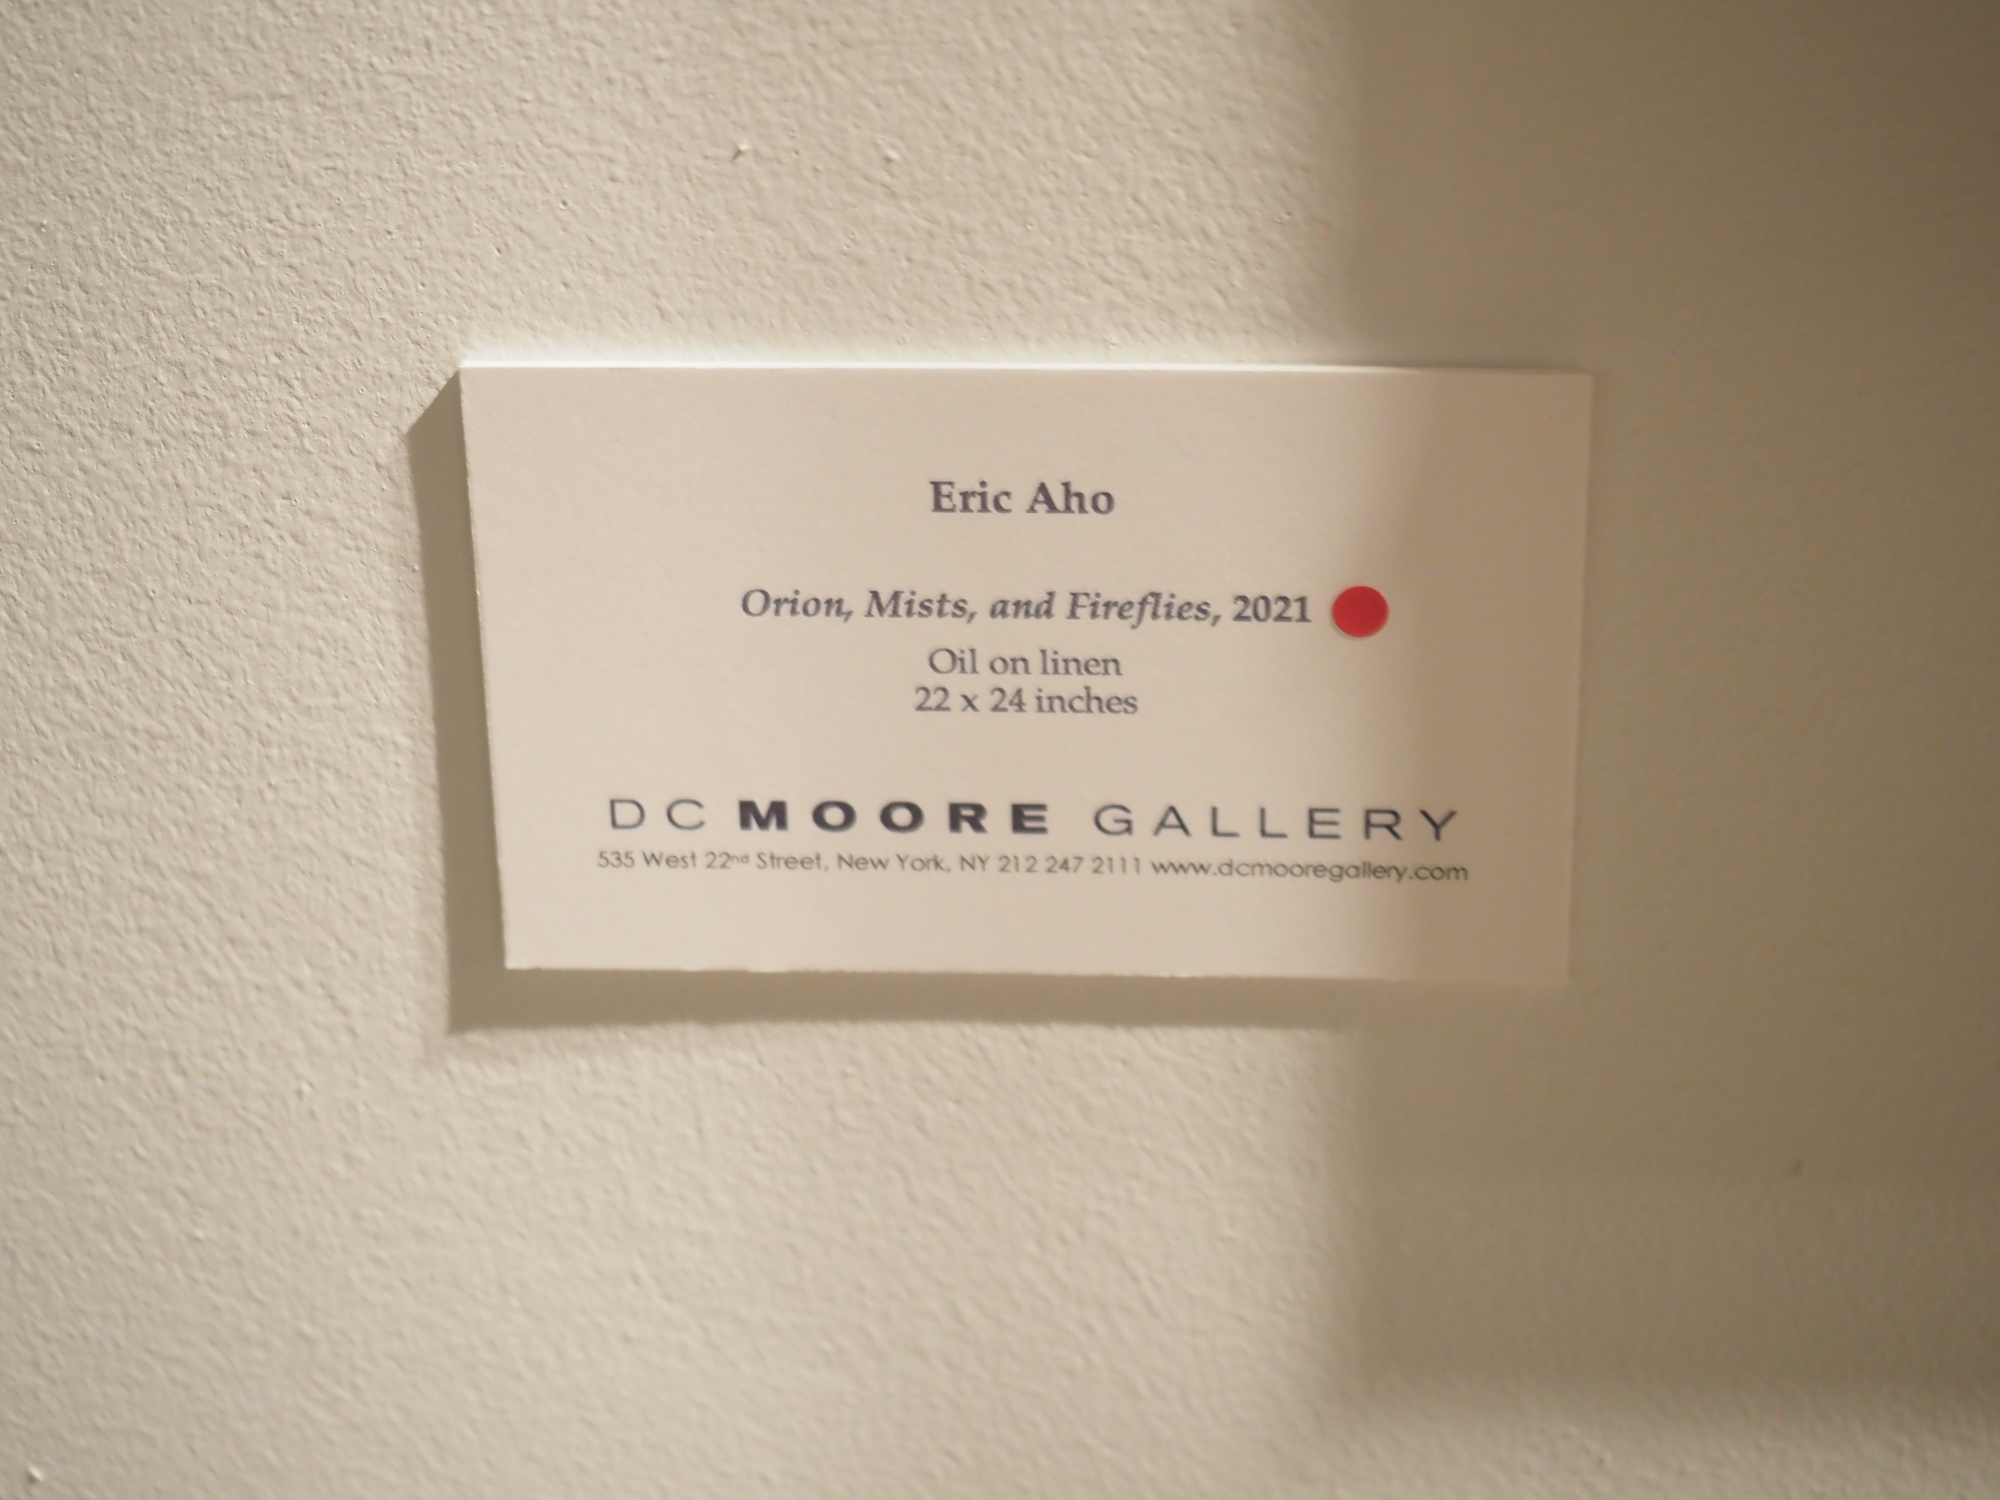 Eric Aho
Orion, Mists, and Fireflies, 2021
Oil on linen
22 x 24 inches
DC MOORE GALLERY
535 West 22nd Street, New York, NY 212 247 2111 www.dcmooregallery.com